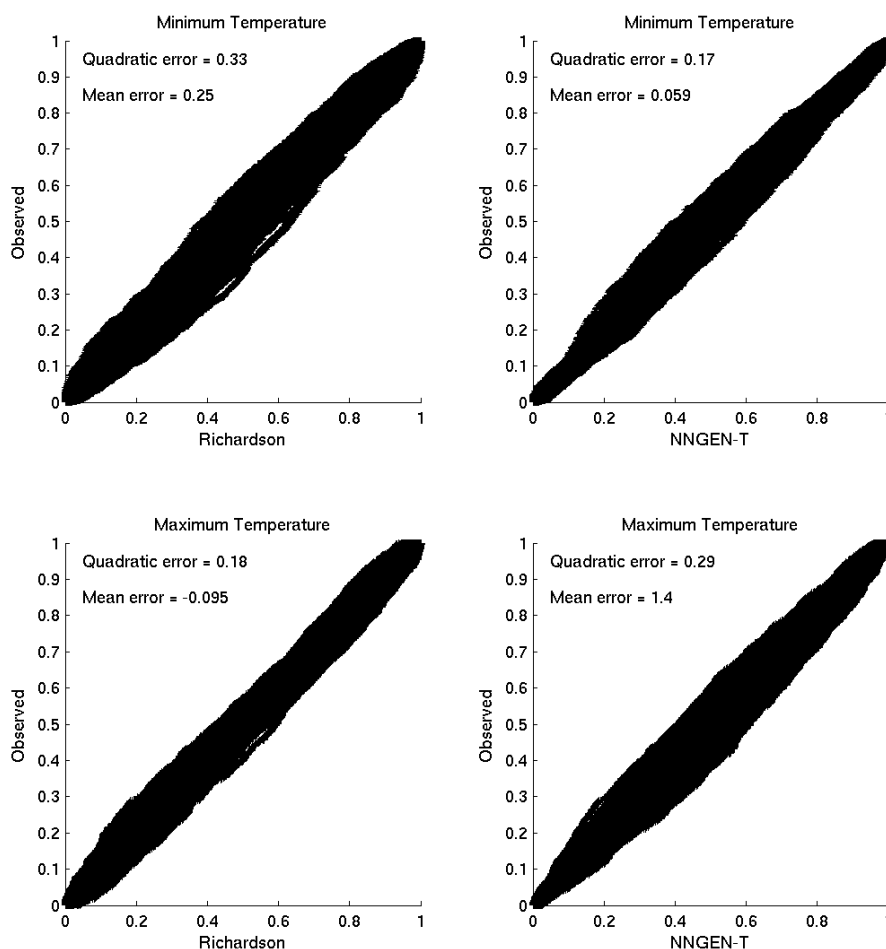 Minimum Temperature
Quadratic error = 0.33
Mean error = 0.25
1
0.9
0.8
0.7
0.6
0.5
0.4
0.3
0.2
0.1
0
Observed
0 0.2 0.4 0.6 0.8 1
Richardson
Minimum Temperature
Quadratic error = 0.17
Mean error = 0.059
1
0.9
0.8
0.7
0.6
0.5
0.4
0.3
0.2
0.1
0
Observed
0 0.2 0.4 0.6 0.8
NNGEN-T
Maximum Temperature
Quadratic error = 0.18
Mean error = -0.095
1
0.9
0.8
0.7
0.6
0.5
0.4
0.3
0.2
0.1
0
Observed
0 0.2 0.4 0.6 0.8 1
Richardson
Maximum Temperature
Quadratic error = 0.29
Mean error = 1.4
1
0.9
0.8
0.7
0.6
0.5
0.4
0.3
0.2
0.1
0
Observed
0 0.2 0.4 0.6 0.8
NNGEN-T